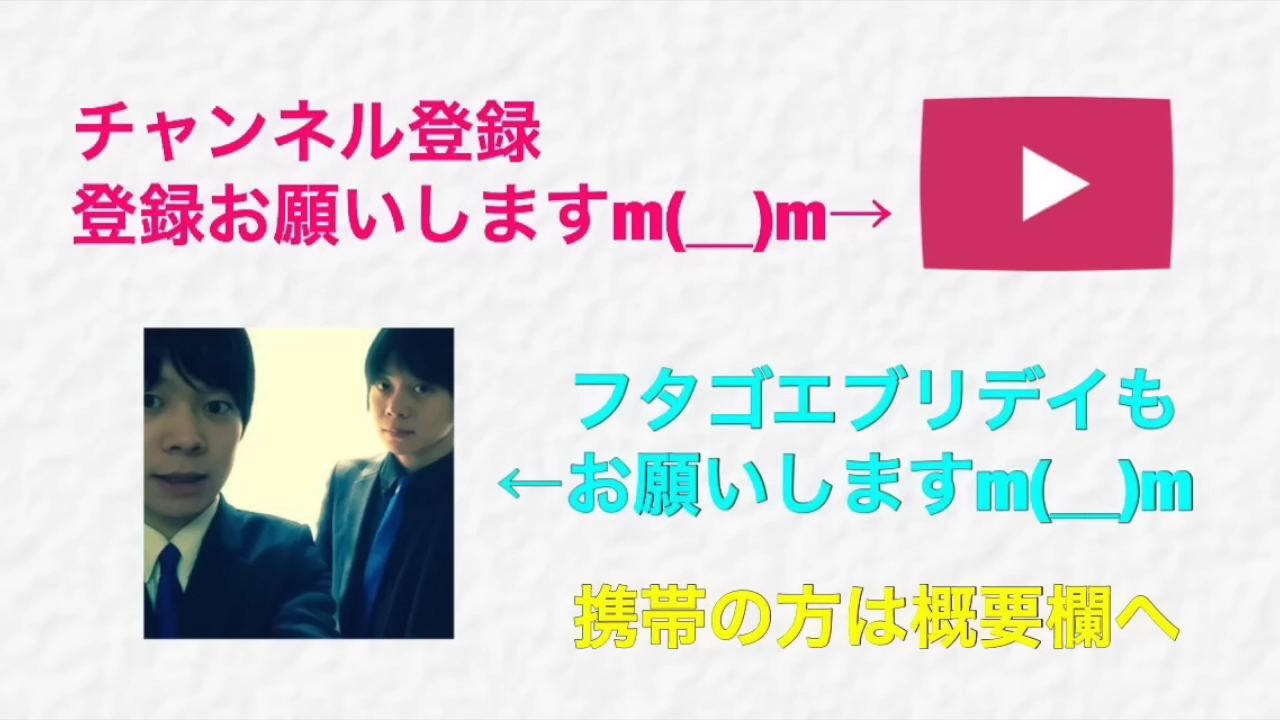 チャンネル登録
登録お願いしますm(__)m→
フタゴエブリデイも
←お願いしますm(__)m
携帯の方は概要欄へ